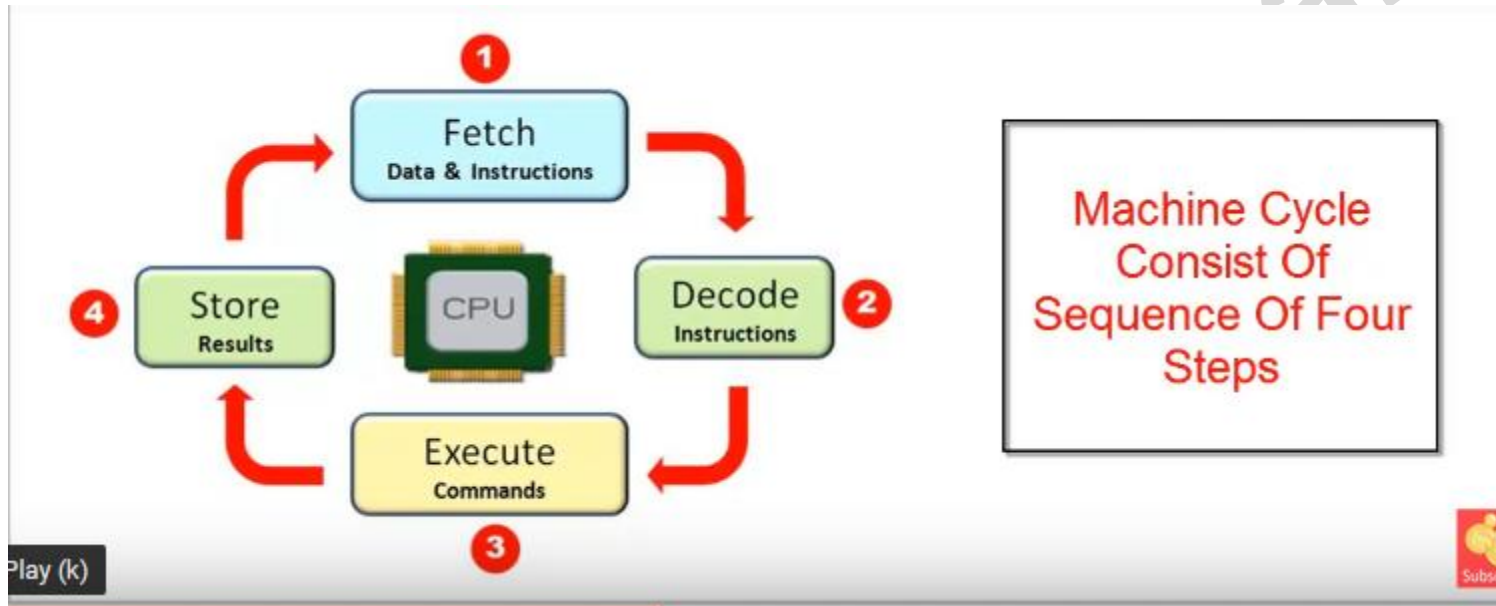 1
Fetch
Data & Instructions
Decode
Instructions
2
Execute
Commands
3
4
Store
Results
CPU
Machine Cycle
Consist Of
Sequence Of Four
Steps
Play (k)